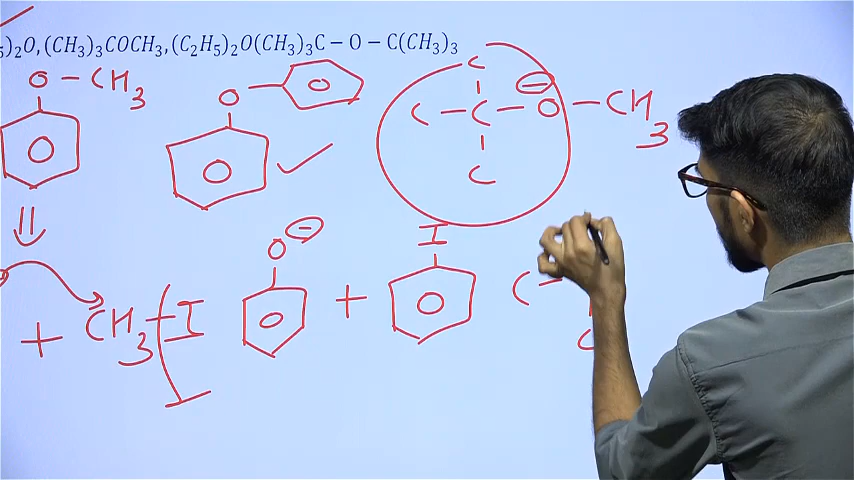 5)₂O,(CH₃)₃COCH₃,(C₂H₅)₂O(CH₃)₃C − O − C(CH₃)₃
O − CH₃
O
O
C
C − C − O − CH₃
⊖
C
O
O ⊖
I
+ CH₃ − I
O
+
O
C −
C